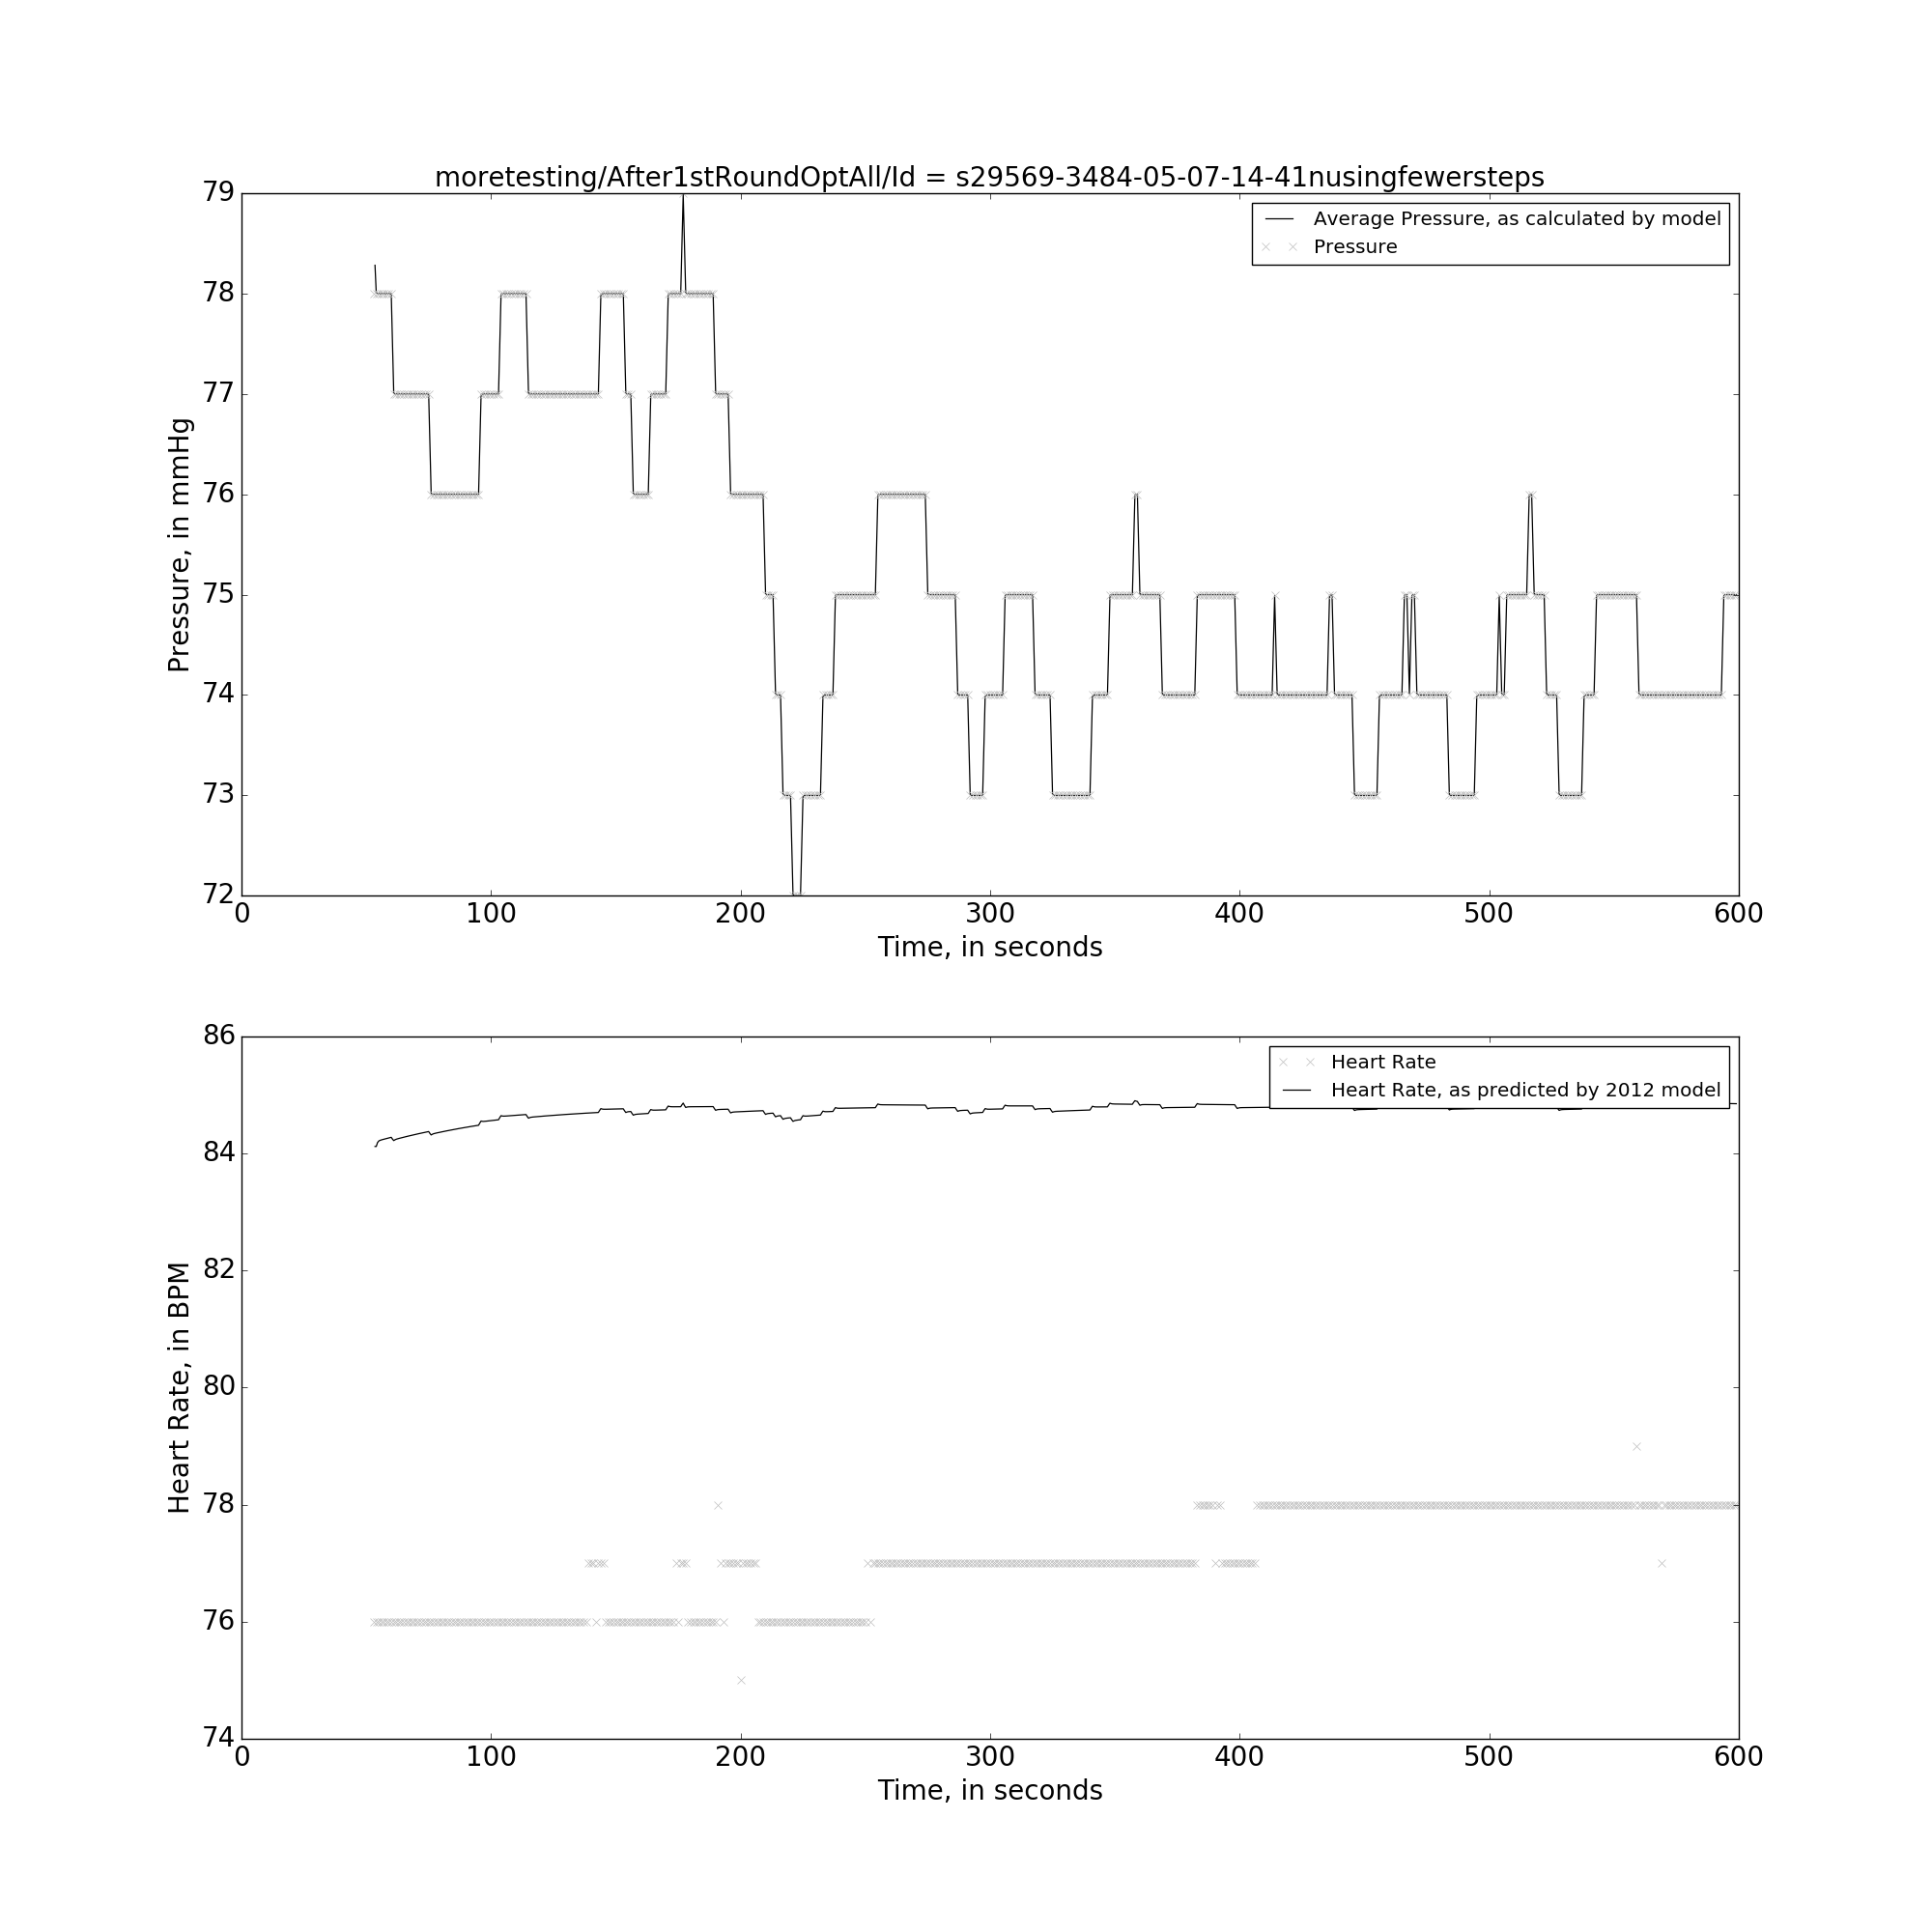 moretesting/After1stRoundOptAll/Id = s29569-3484-05-07-14-41nusingfewersteps
79
78
77
76
75
74
73
72
Pressure, in mmHg
Average Pressure, as calculated by model
Pressure
0 100 200 300 400 500 600
Time, in seconds
86
84
82
80
78
76
74
Heart Rate, in BPM
Heart Rate
Heart Rate, as predicted by 2012 model
0 100 200 300 400 500 600
Time, in seconds